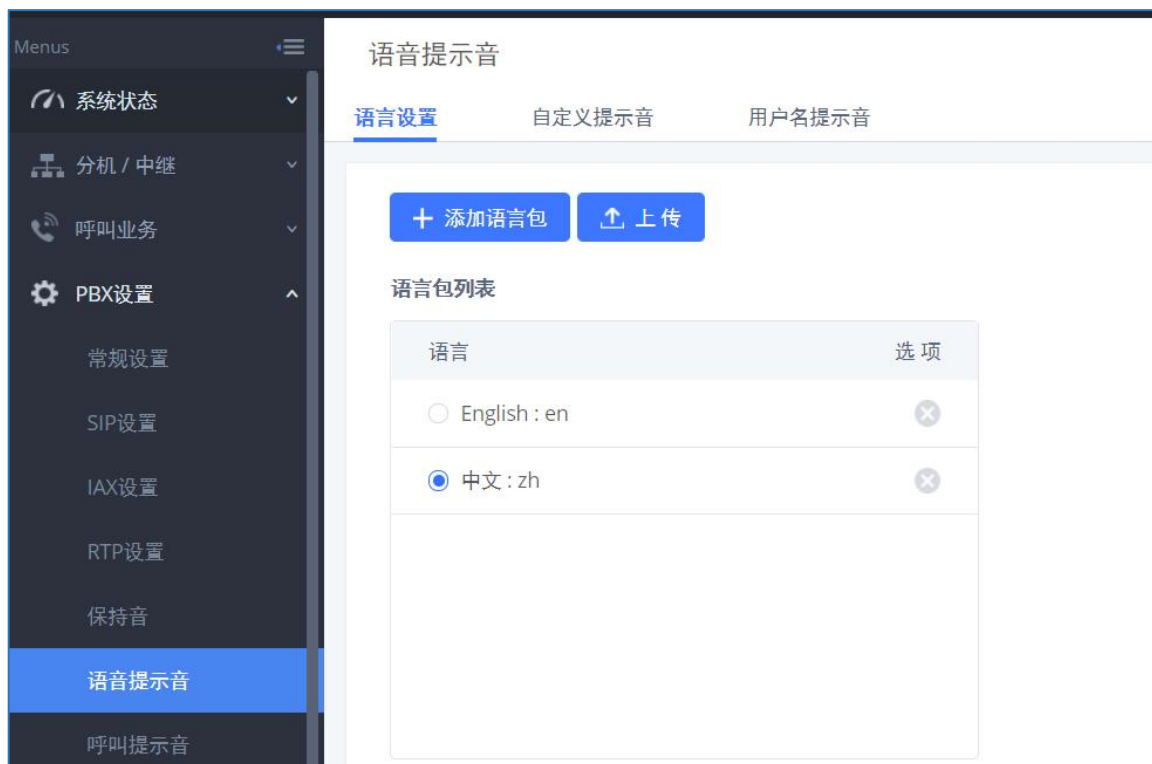 Menus
系统状态
分机 / 中继
呼叫业务
PBX设置
常规设置
SIP设置
IAX设置
RTP设置
保持音
语音提示音
呼叫提示音
语音提示音
语言设置 自定义提示音 用户名提示音
添加语言包 上传
语言包列表
语言 选项
English : en
中文 : zh